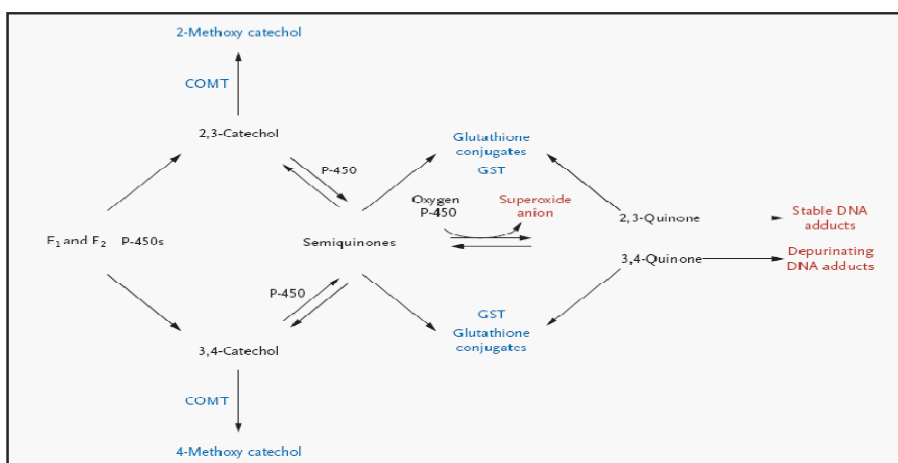 2-Methoxy catechol
COMT
2,3-Catechol
P-450
Glutathione
conjugates
GST
Oxygen
P-450
Superoxide
anion
2,3-Quinone
Stable DNA
adducts
E₁ and E₂ P-450s
Semiquinones
3,4-Quinone
Depurinating
DNA adducts
P-450
GST
Glutathione
conjugates
3,4-Catechol
COMT
4-Methoxy catechol